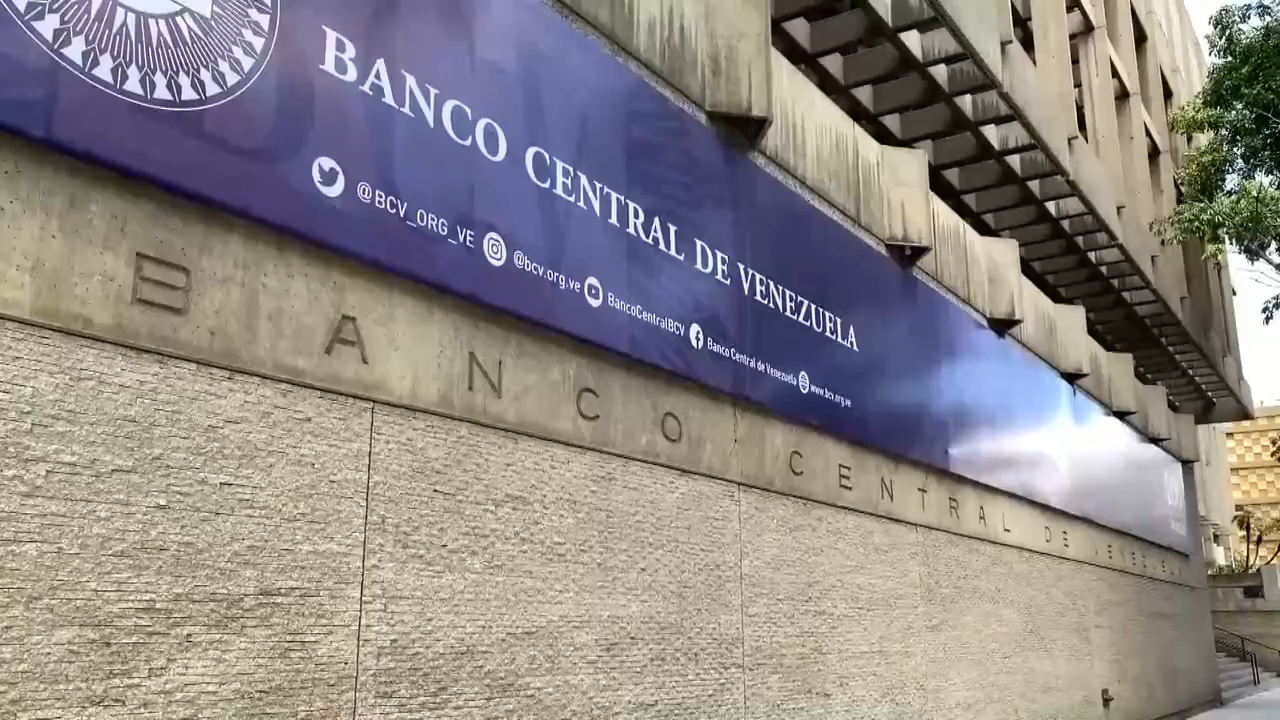 BANCO CENTRAL DE VENEZUELA
@BCV_ORG_VE @bcv.org.ve BancoCentralBCV Banco Central de Venezuela www.bcv.org.ve
BANCO CENTRAL DE VENEZUELA